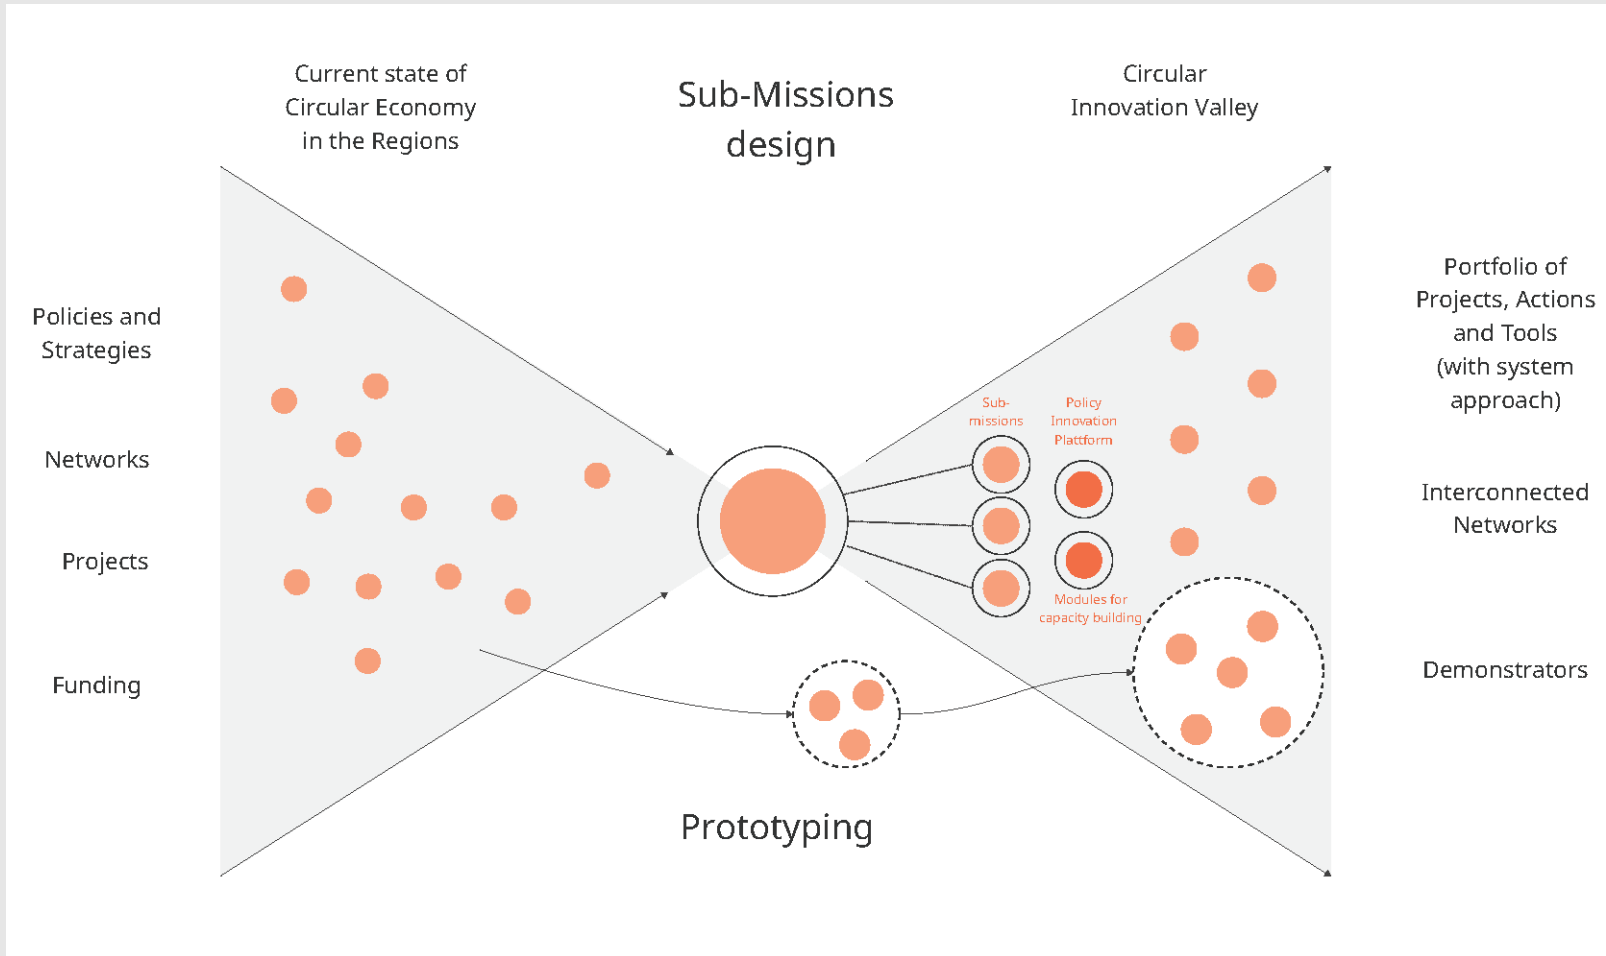 Current state of
Circular Economy
in the Regions
Sub-Missions
design
Circular
Innovation Valley
Policies and
Strategies
Networks
Projects
Funding
Sub-
missions
Policy
Innovation
Plattform
Modules for
capacity building
Portfolio of
Projects, Actions
and Tools
(with system
approach)
Interconnected
Networks
Demonstrators
Prototyping